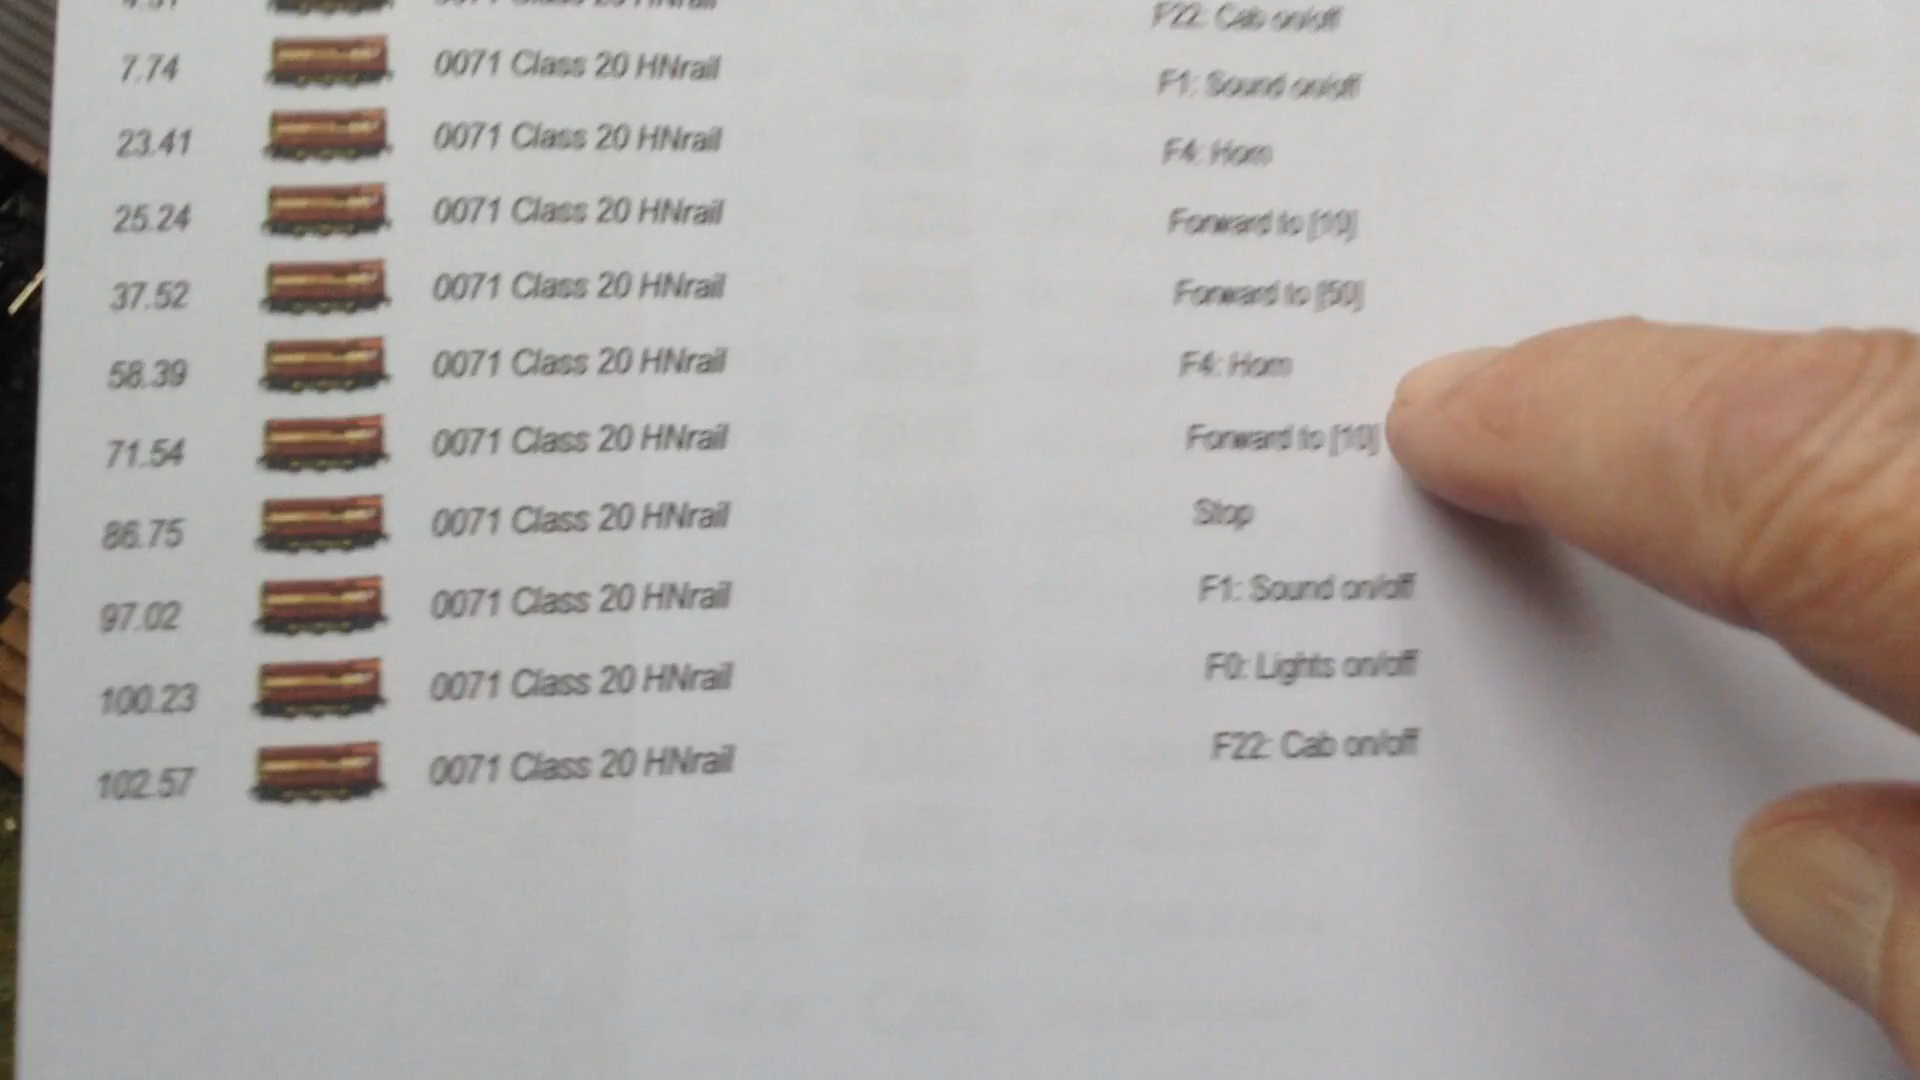 0071 Class 20 HNrail F22: Cab on/off
7.74 0071 Class 20 HNrail F1: Sound on/off
23.41 0071 Class 20 HNrail F4: Horn
25.24 0071 Class 20 HNrail Forward to [10]
37.52 0071 Class 20 HNrail Forward to [50]
58.39 0071 Class 20 HNrail F4: Horn
71.54 0071 Class 20 HNrail Forward to [10]
86.75 0071 Class 20 HNrail Stop
97.02 0071 Class 20 HNrail F1: Sound on/off
100.23 0071 Class 20 HNrail F0: Lights on/off
102.57 0071 Class 20 HNrail F22: Cab on/off